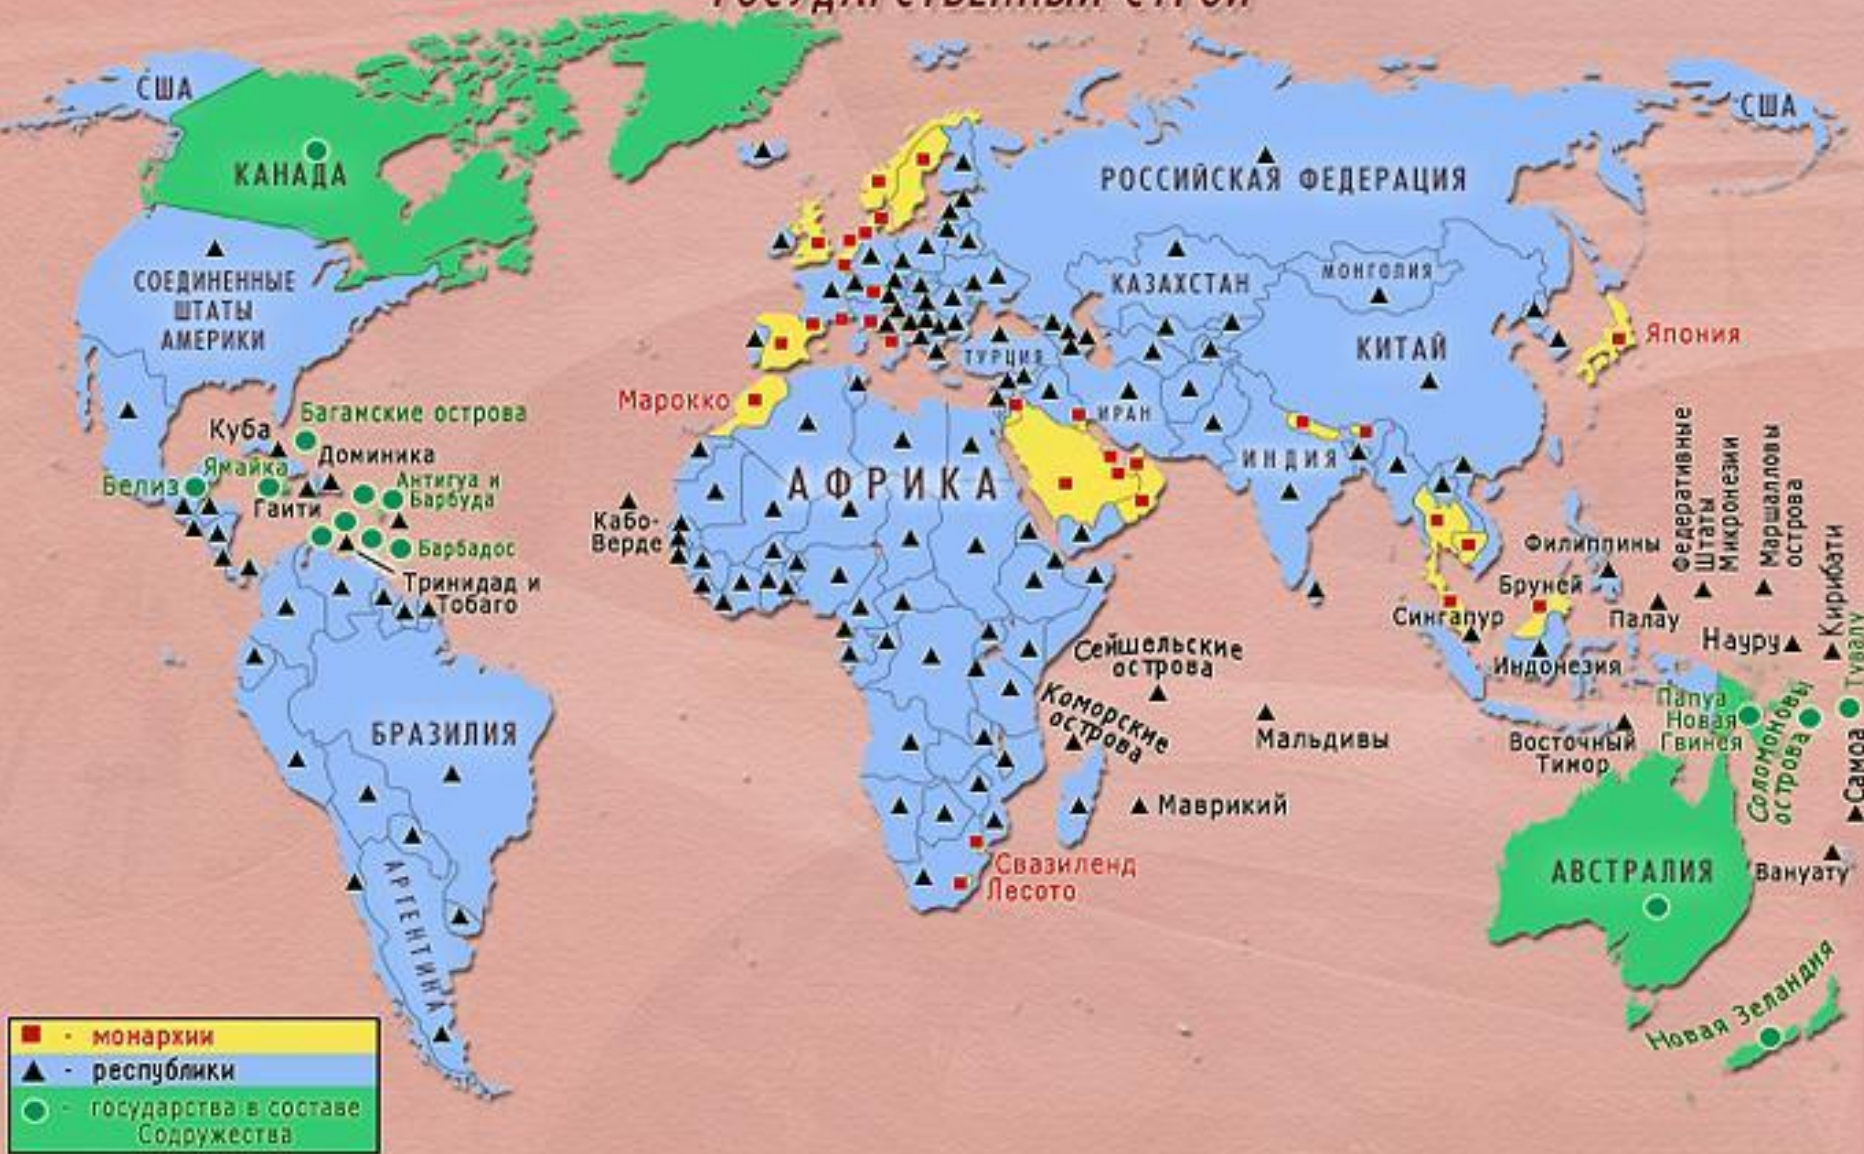 ГОСУДАРСТВЕННЫЙ СТРОЙ
США
США
КАНАДА
РОССИЙСКАЯ ФЕДЕРАЦИЯ
СОЕДИНЕННЫЕ
ШТАТЫ
АМЕРИКИ
КАЗАХСТАН
МОНГОЛИЯ
КИТАЙ
Япония
ТУРЦИЯ
ИРАН
ИНДИЯ
Марокко
АФРИКА
Багамские острова
Куба
Доминика
Ямайка
Белиз
Гаити
Антигуа и
Барбуда
Барбадос
Тринидад и
Тобаго
Кабо-
Верде
Федеративные
Штаты
Микронезии
Маршалловы
острова
Кирибати
Филиппины
Бруней
Сингапур
Палау
Науру
Тувалу
Индонезия
Сейшельские
острова
Коморские
острова
Мальдивы
Маврикий
Папуа
Новая
Гвинея
Соломоновы
острова
Восточный
Тимор
Самоа
Вануату
БРАЗИЛИЯ
АРГЕНТИНА
Свазиленд
Лесото
АВСТРАЛИЯ
Новая Зеландия
- монархии
- республики
- государства в составе
Содружества